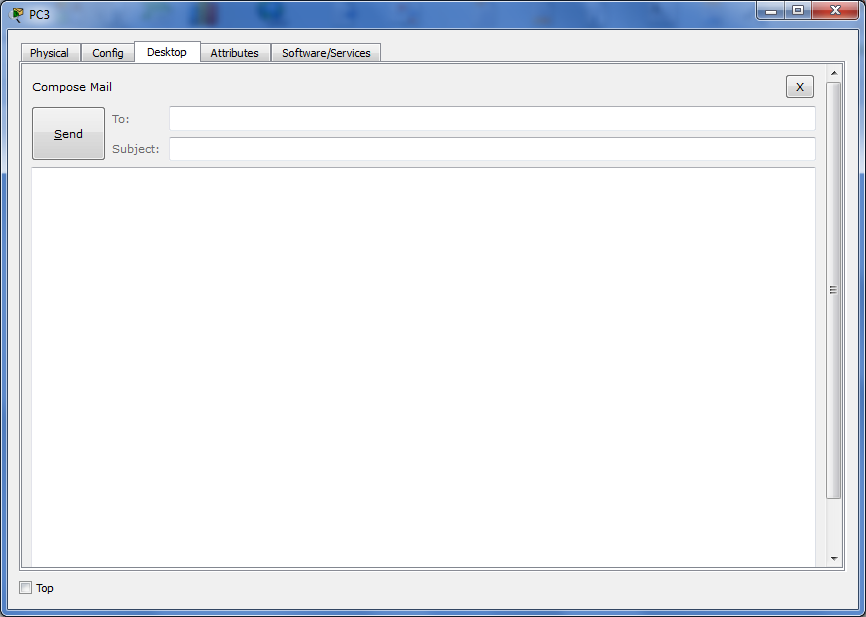 PC3
Physical Config Desktop Attributes Software/Services
Compose Mail X
Send To:
Subject:
Top